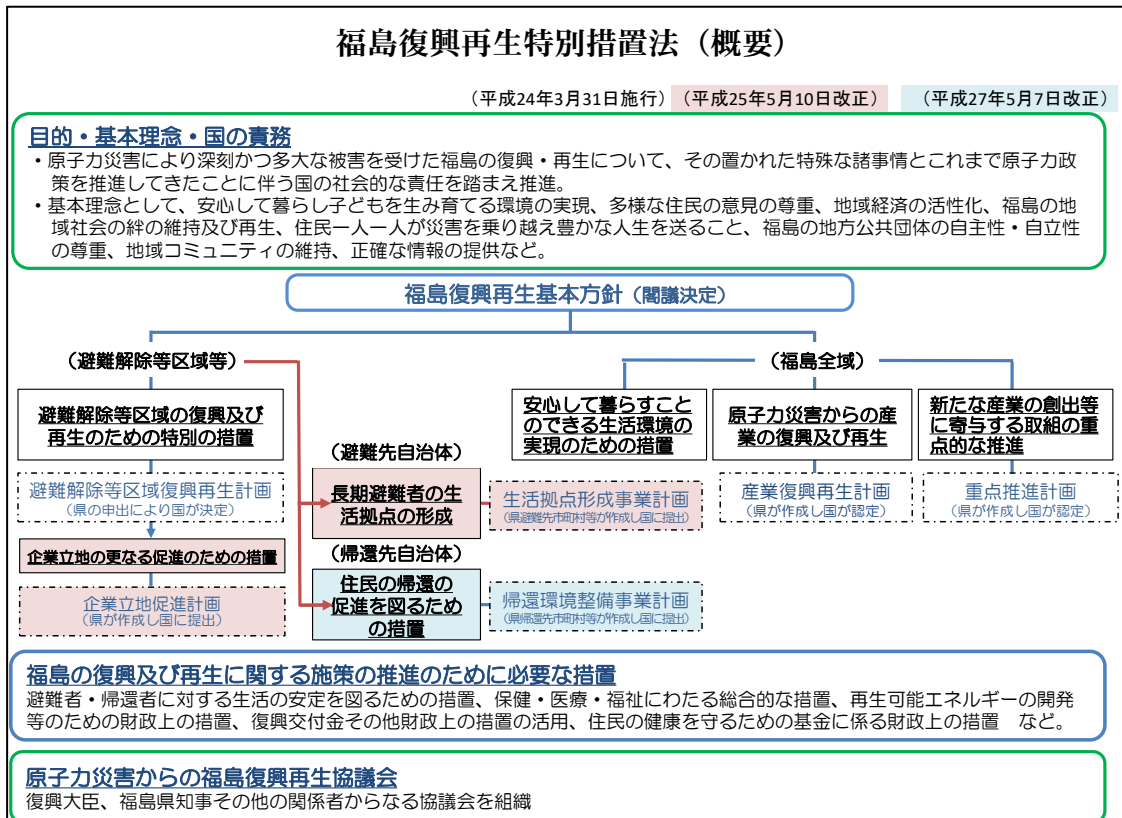 福島復興再生特別措置法（概要）
（平成24年3月31日施行）（平成25年5月10日改正）　（平成27年5月7日改正）
目的・基本理念・国の責務
・原子力災害により深刻かつ多大な被害を受けた福島の復興・再生について、その置かれた特殊な諸事情とこれまで原子力政
策を推進してきたことに伴う国の社会的な責任を踏まえ推進。
・基本理念として、安心して暮らし子どもを生み育てる環境の実現、多様な住民の意見の尊重、地域経済の活性化、福島の地
域社会の絆の維持及び再生、住民一人一人が災害を乗り越え豊かな人生を送ること、福島の地方公共団体の自主性・自立性
の尊重、地域コミュニティの維持、正確な情報の提供など。
福島復興再生基本方針（閣議決定）
（避難解除等区域等）
（福島全域）
避難解除等区域の復興及び
再生のための特別の措置
避難解除等区域復興再生計画
（県の申出により国が決定）
企業立地の更なる促進のための措置
企業立地促進計画
（県が作成し国に提出）
（避難先自治体）
長期避難者の生
活拠点の形成
生活拠点形成事業計画
（県避難先市町村等が作成し国に提出）
（帰還先自治体）
住民の帰還の
促進を図るため
の措置
帰還環境整備事業計画
（県帰還先市町村等が作成し国に提出）
安心して暮らすこと
のできる生活環境の
実現のための措置
原子力災害からの産
業の復興及び再生
産業復興再生計画
（県が作成し国が認定）
新たな産業の創出等
に寄与する取組の重
点的な推進
重点推進計画
（県が作成し国が認定）
福島の復興及び再生に関する施策の推進のために必要な措置
避難者・帰還者に対する生活の安定を図るための措置、保健・医療・福祉にわたる総合的な措置、再生可能エネルギーの開発
等のための財政上の措置、復興交付金その他財政上の措置の活用、住民の健康を守るための基金に係る財政上の措置　など。
原子力災害からの福島復興再生協議会
復興大臣、福島県知事その他の関係者からなる協議会を組織